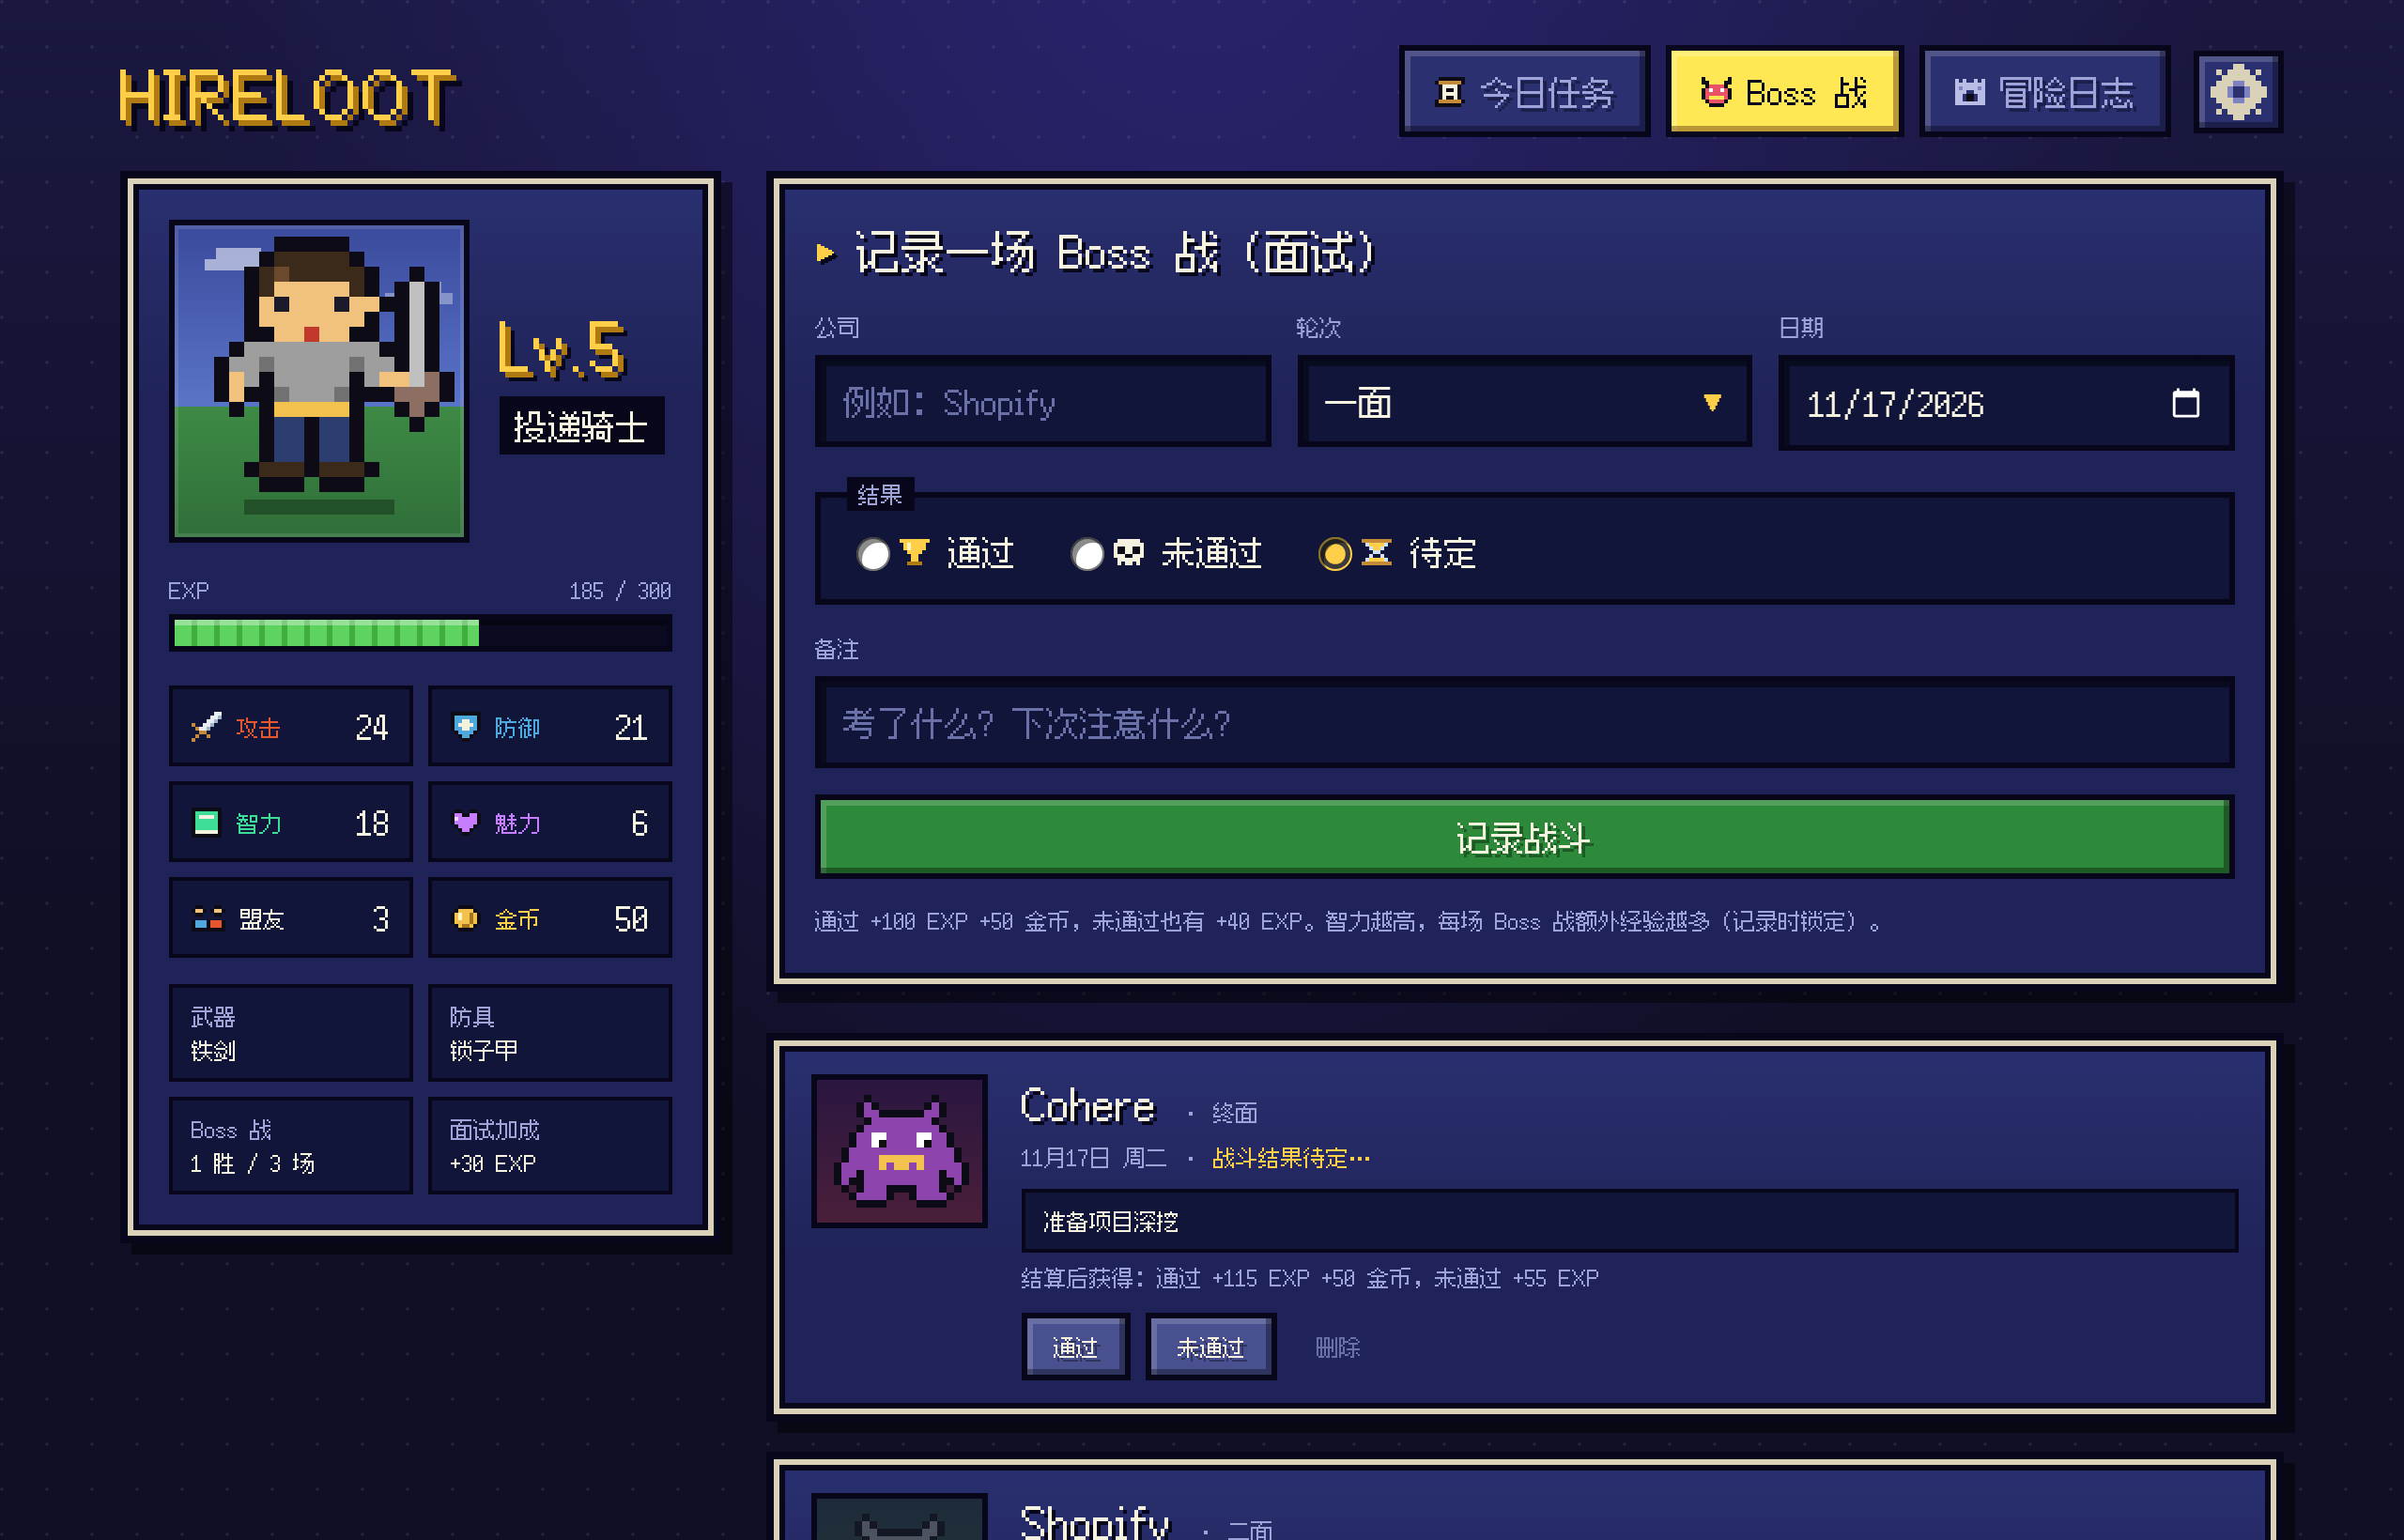 HIRELOOT
今日任务
Boss 战
冒险日志
Lv.5
投递骑士
EXP
185 / 300
攻击 24
防御 21
智力 18
魅力 6
盟友 3
金币 50
武器
铁剑
防具
锁子甲
Boss 战
1 胜 / 3 场
面试加成
+30 EXP
记录一场 Boss 战（面试）
公司
例如：Shopify
轮次
一面
日期
11/17/2026
结果
通过
未通过
待定
备注
考了什么？下次注意什么？
记录战斗
通过 +100 EXP +50 金币，未通过也有 +40 EXP。智力越高，每场 Boss 战额外经验越多（记录时锁定）。
Cohere · 终面
11月17日 周二 · 战斗结果待定…
准备项目深挖
结算后获得：通过 +115 EXP +50 金币，未通过 +55 EXP
通过
未通过
删除
Shopify · 二面